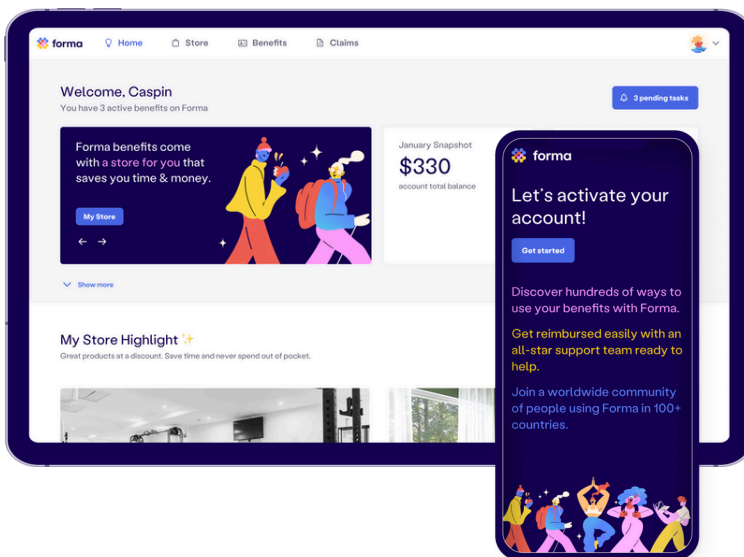 forma
Home
Store
Benefits
Claims
Welcome, Caspin
You have 3 active benefits on Forma
3 pending tasks
Forma benefits come
with a store for you that
saves you time & money.
My Store
January Snapshot
$330
account total balance
Show more
My Store Highlight ✨
Great products at a discount. Save time and never spend out of pocket.
forma
Let's activate your
account!
Get started
Discover hundreds of ways to
use your benefits with Forma.
Get reimbursed easily with an
all-star support team ready to
help.
Join a worldwide community
of people using Forma in 100+
countries.